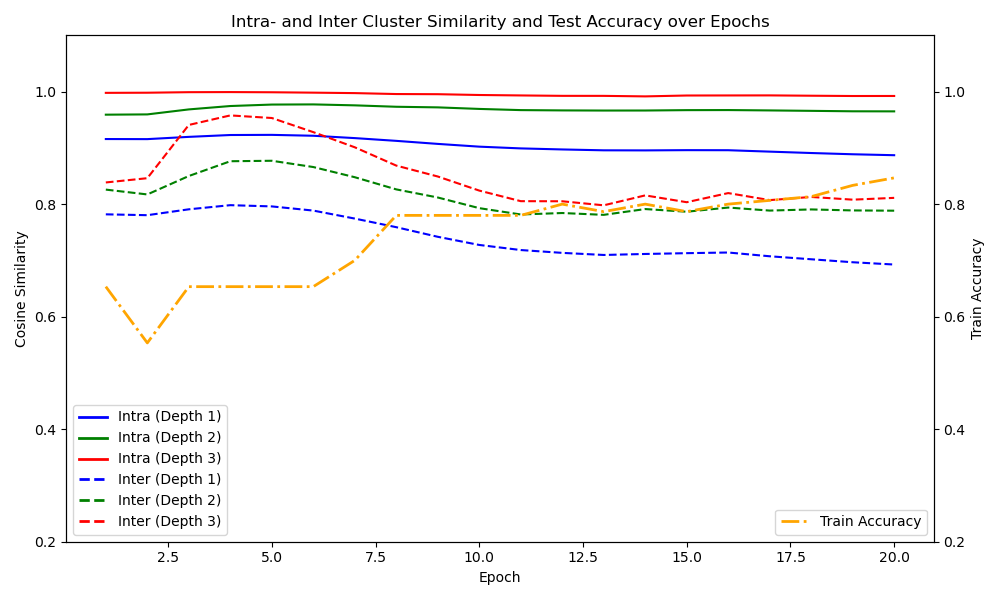 Intra- and Inter Cluster Similarity and Test Accuracy over Epochs
Cosine Similarity
1.0
0.8
0.6
0.4
0.2
1.0
0.8
0.6
0.4
0.2
Train Accuracy
Intra (Depth 1)
Intra (Depth 2)
Intra (Depth 3)
Inter (Depth 1)
Inter (Depth 2)
Inter (Depth 3)
Train Accuracy
2.5 5.0 7.5 10.0 12.5 15.0 17.5 20.0
Epoch